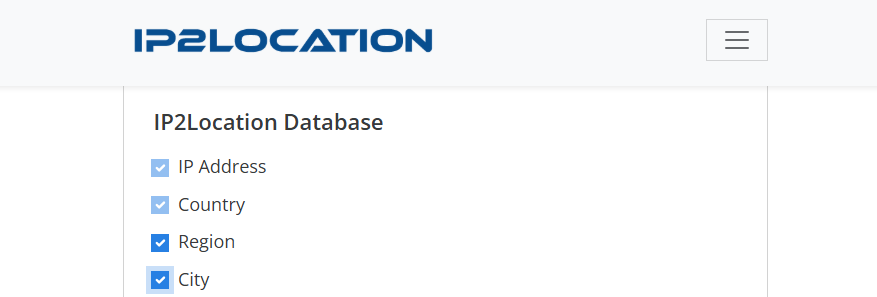 IP2LOCATION
IP2Location Database
IP Address
Country
Region
City